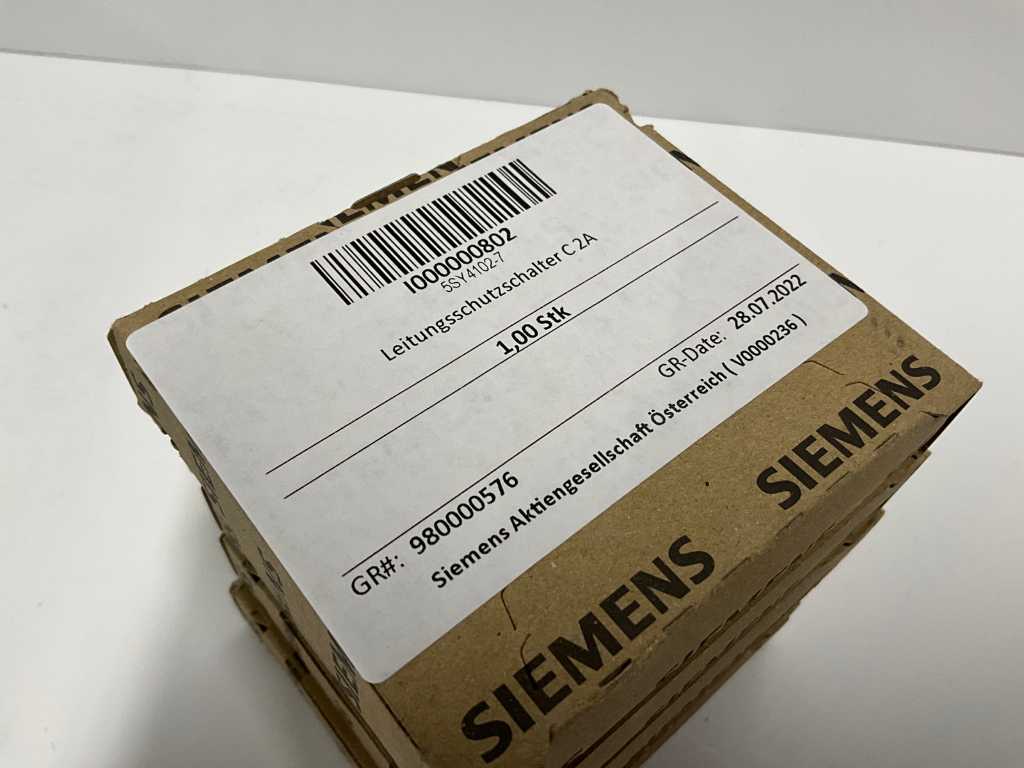 I000000802
5SY4102-7
Leitungsschutzschalter C 2A
1,00 Stk
GR#: 980000576 GR-Date: 28.07.2022
Siemens Aktiengesellschaft Österreich ( V0000236 )
SIEMENS SIEMENS
SIEMENS